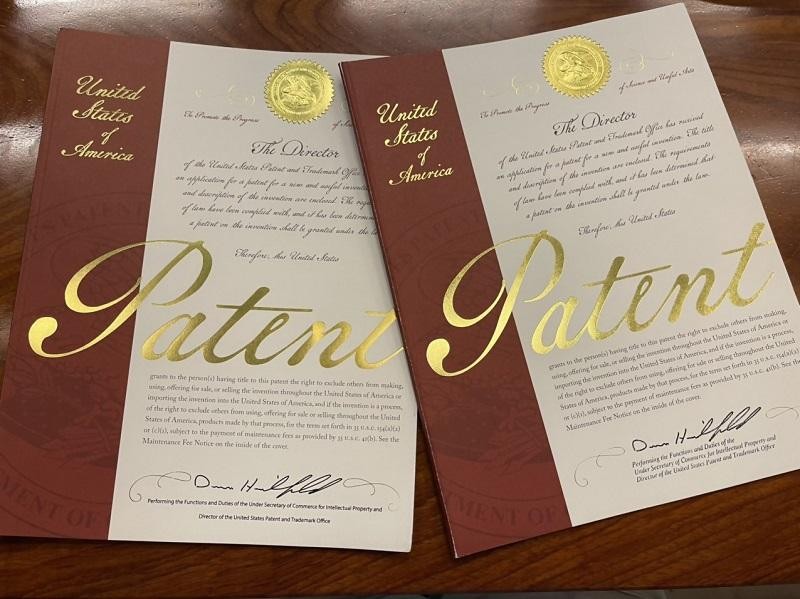 United
States
of
America
To Promote the Progress
of
The Director
of the United States Patent and Trademark Office
an application for a patent for a new and useful
and description of the invention are enclosed. The
of law have been complied with, and it has been
a patent on the invention shall be granted under the
Therefore, this United States
Patent
grants to the person(s) having title to this patent the right to exclude others from making,
using, offering for sale, or selling the invention throughout the United States of America or
importing the invention into the United States of America, and if the invention is a process,
of the right to exclude others from using, offering for sale or selling throughout the United
States of America, products made by that process, for the term set forth in 35 U.S.C. 154(a)(2)
or (c)(1), subject to the payment of maintenance fees as provided by 35 U.S.C. 41(b). See the
Maintenance Fee Notice on the inside of the cover.
Performing the Functions and Duties of the Under Secretary of Commerce for Intellectual Property and
Director of the United States Patent and Trademark Office
MENT OF
United
States
of
America
To Promote the Progress
of Science and Useful Arts
The Director
of the United States Patent and Trademark Office has received
an application for a patent for a new and useful invention. The title
and description of the invention are enclosed. The requirements
of law have been complied with, and it has been determined that
a patent on the invention shall be granted under the law.
Therefore, this United States
Patent
grants to the person(s) having title to this patent the right to exclude others from making,
using, offering for sale, or selling the invention throughout the United States of America or
importing the invention into the United States of America, and if the invention is a process,
of the right to exclude others from using, offering for sale or selling throughout the United
States of America, products made by that process, for the term set forth in 35 U.S.C. 154(a)(2)
or (c)(1), subject to the payment of maintenance fees as provided by 35 U.S.C. 41(b). See the
Maintenance Fee Notice on the inside of the cover.
Performing the Functions and Duties of the
Under Secretary of Commerce for Intellectual Property and
Director of the United States Patent and Trademark Office
MENT OF